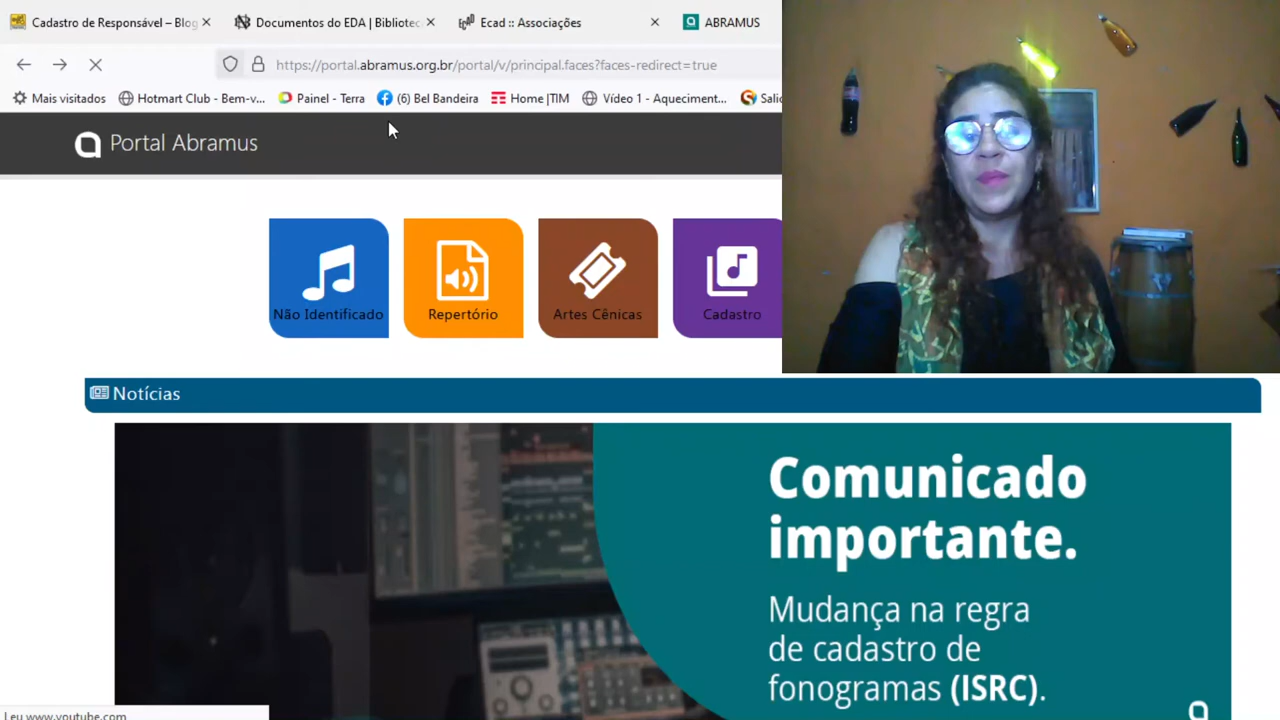 Cadastro de Responsável – Blog
Documentos do EDA | Bibliotec
Ecad :: Associações
ABRAMUS
https://portal.abramus.org.br/portal/v/principal.faces?faces-redirect=true
Mais visitados
Hotmart Club - Bem-v...
Painel - Terra
(6) Bel Bandeira
Home |TIM
Vídeo 1 - Aqueciment...
Portal Abramus
Não Identificado
Repertório
Artes Cênicas
Cadastro
Notícias
Comunicado
importante.
Mudança na regra
de cadastro de
fonogramas (ISRC).
Leu www.youtube.com